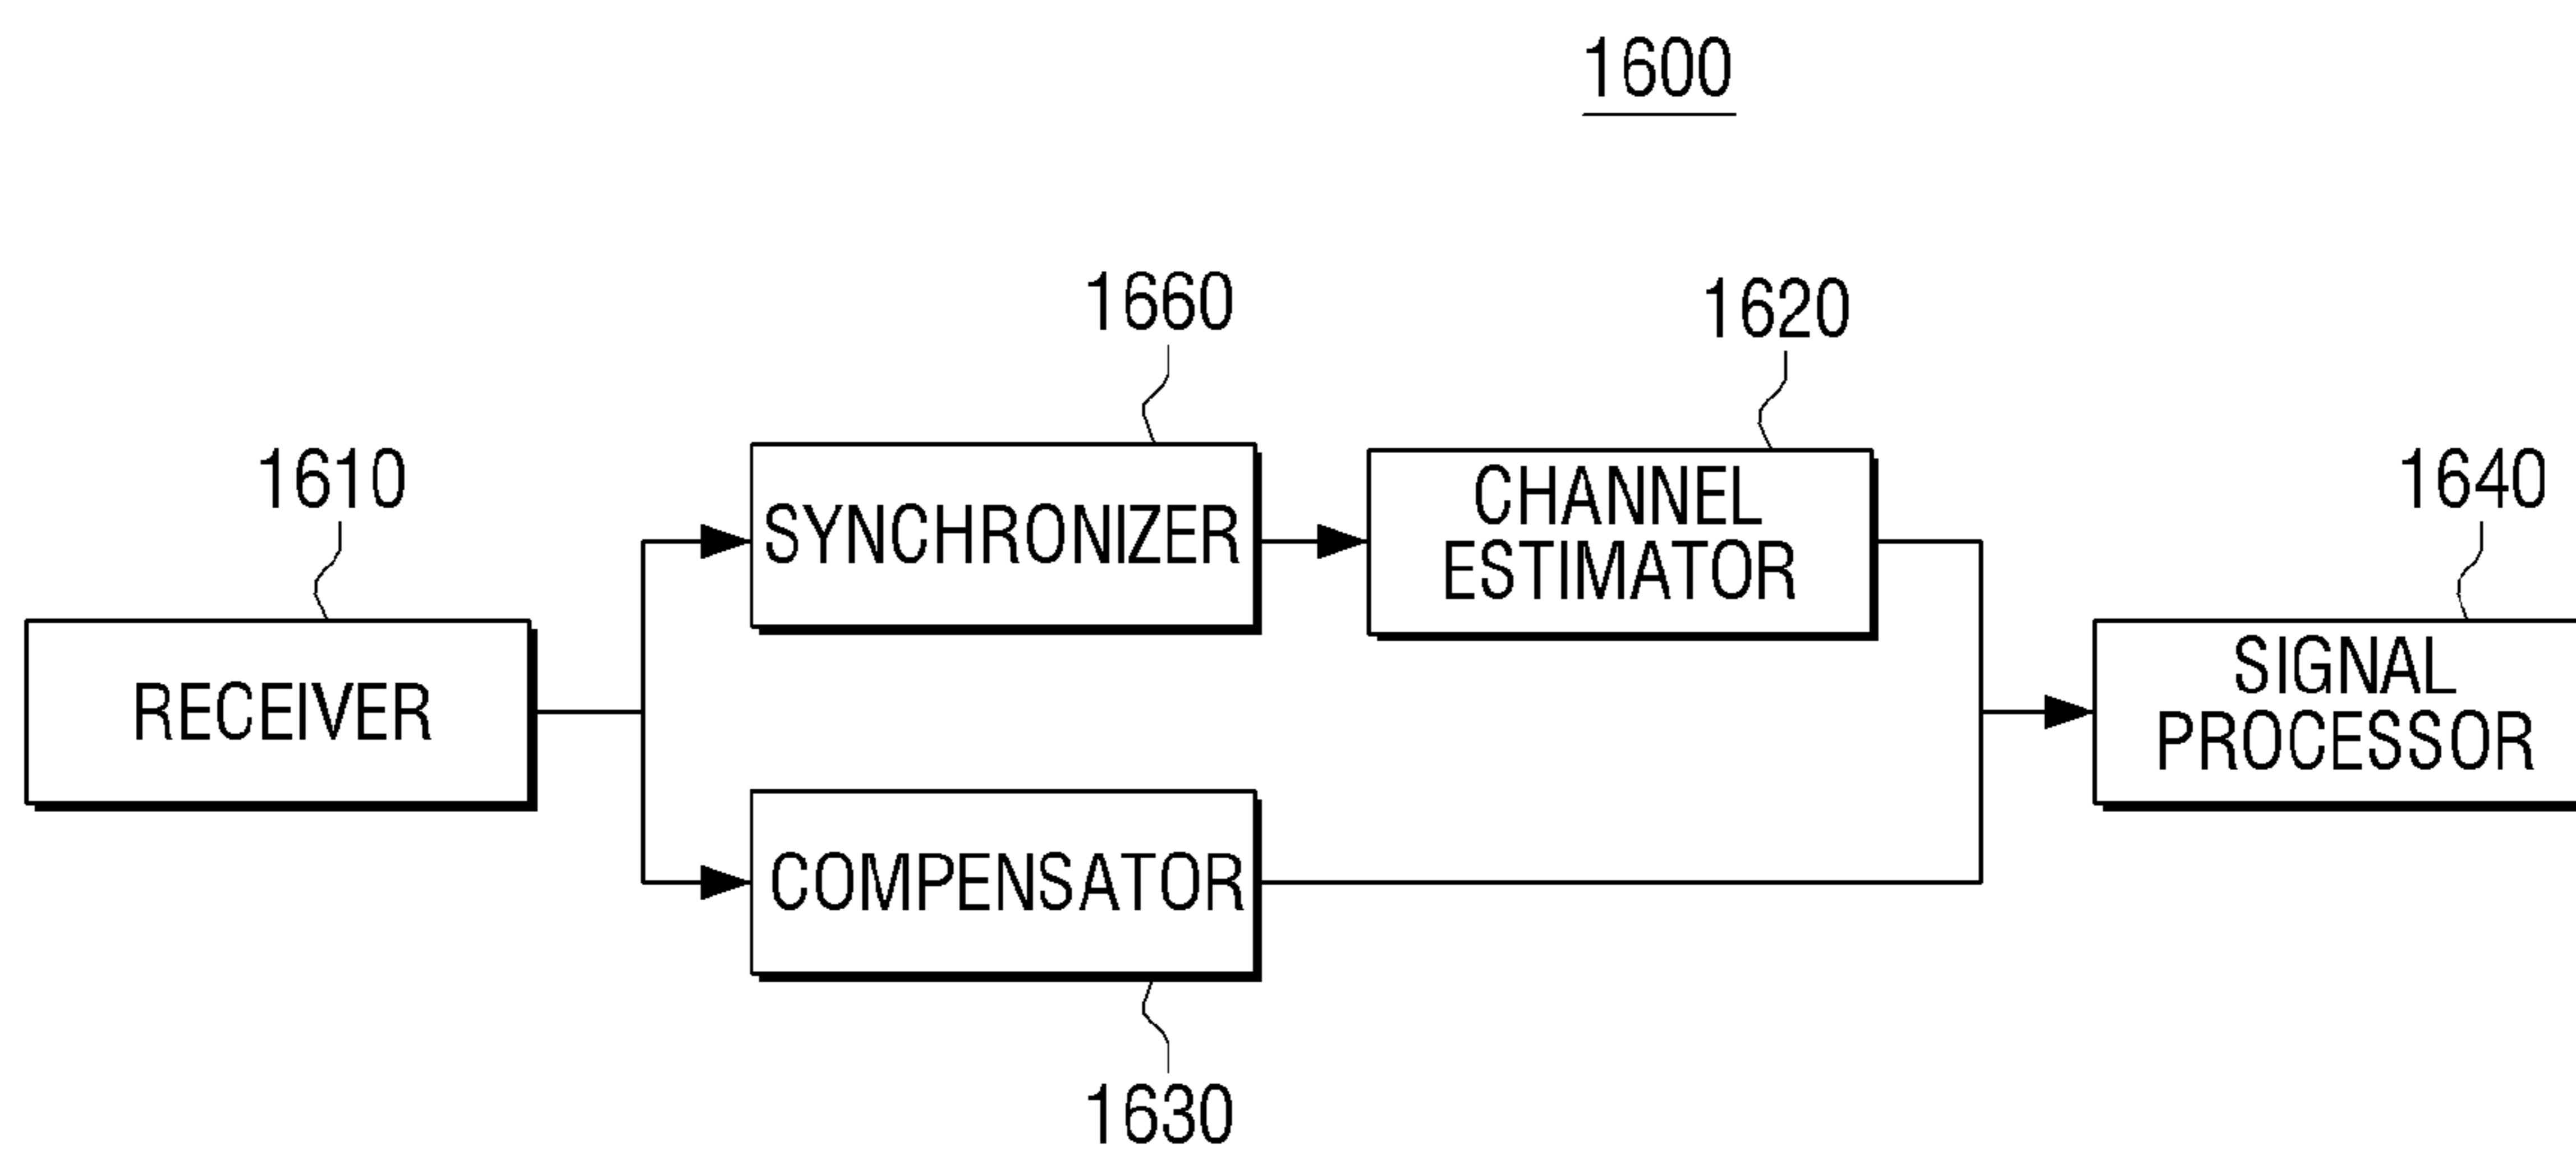 1600
1660
1620
1610
1640
SYNCHRONIZER
CHANNEL
ESTIMATOR
RECEIVER
SIGNAL
PROCESSOR
COMPENSATOR
1630